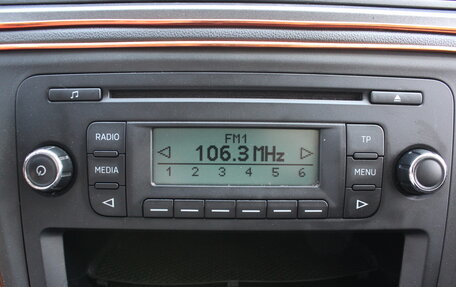 RADIO
FM1
TP
106.3 MHz
MEDIA
MENU
1 2 3 4 5 6